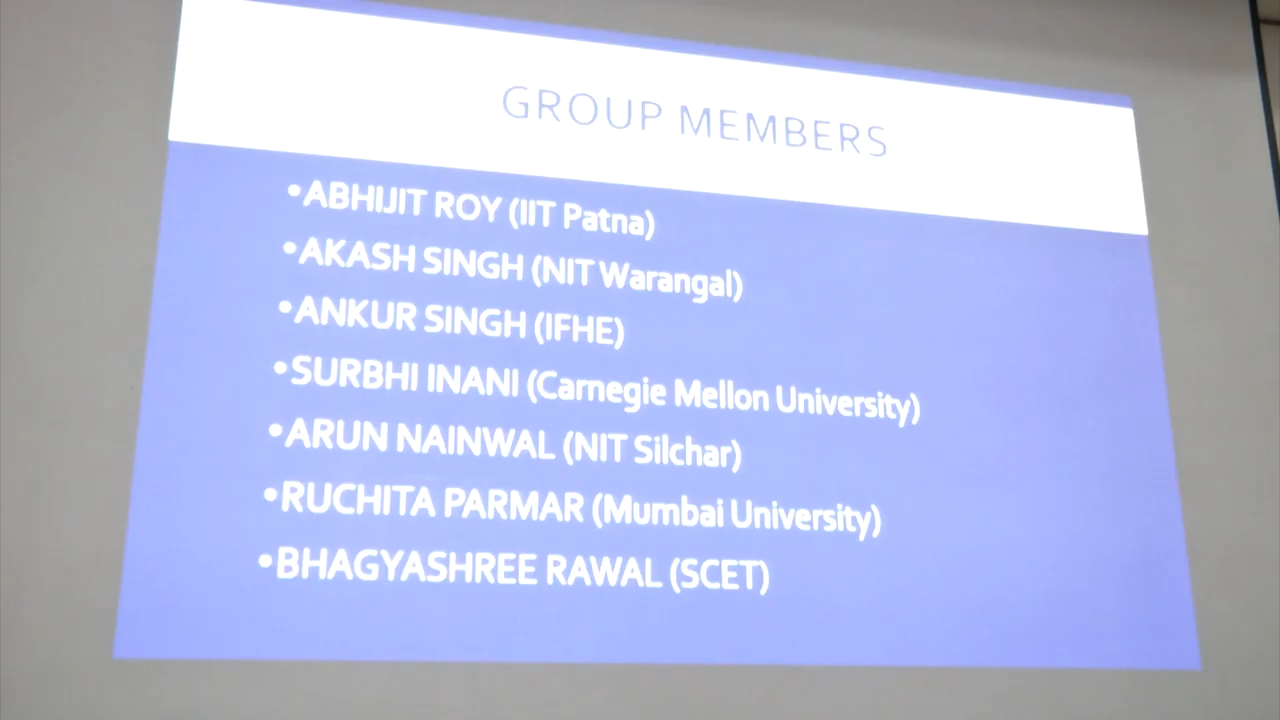 GROUP MEMBERS
•ABHIJIT ROY (IIT Patna)
•AKASH SINGH (NIT Warangal)
•ANKUR SINGH (IFHE)
•SURBHI INANI (Carnegie Mellon University)
•ARUN NAINWAL (NIT Silchar)
•RUCHITA PARMAR (Mumbai University)
•BHAGYASHREE RAWAL (SCET)